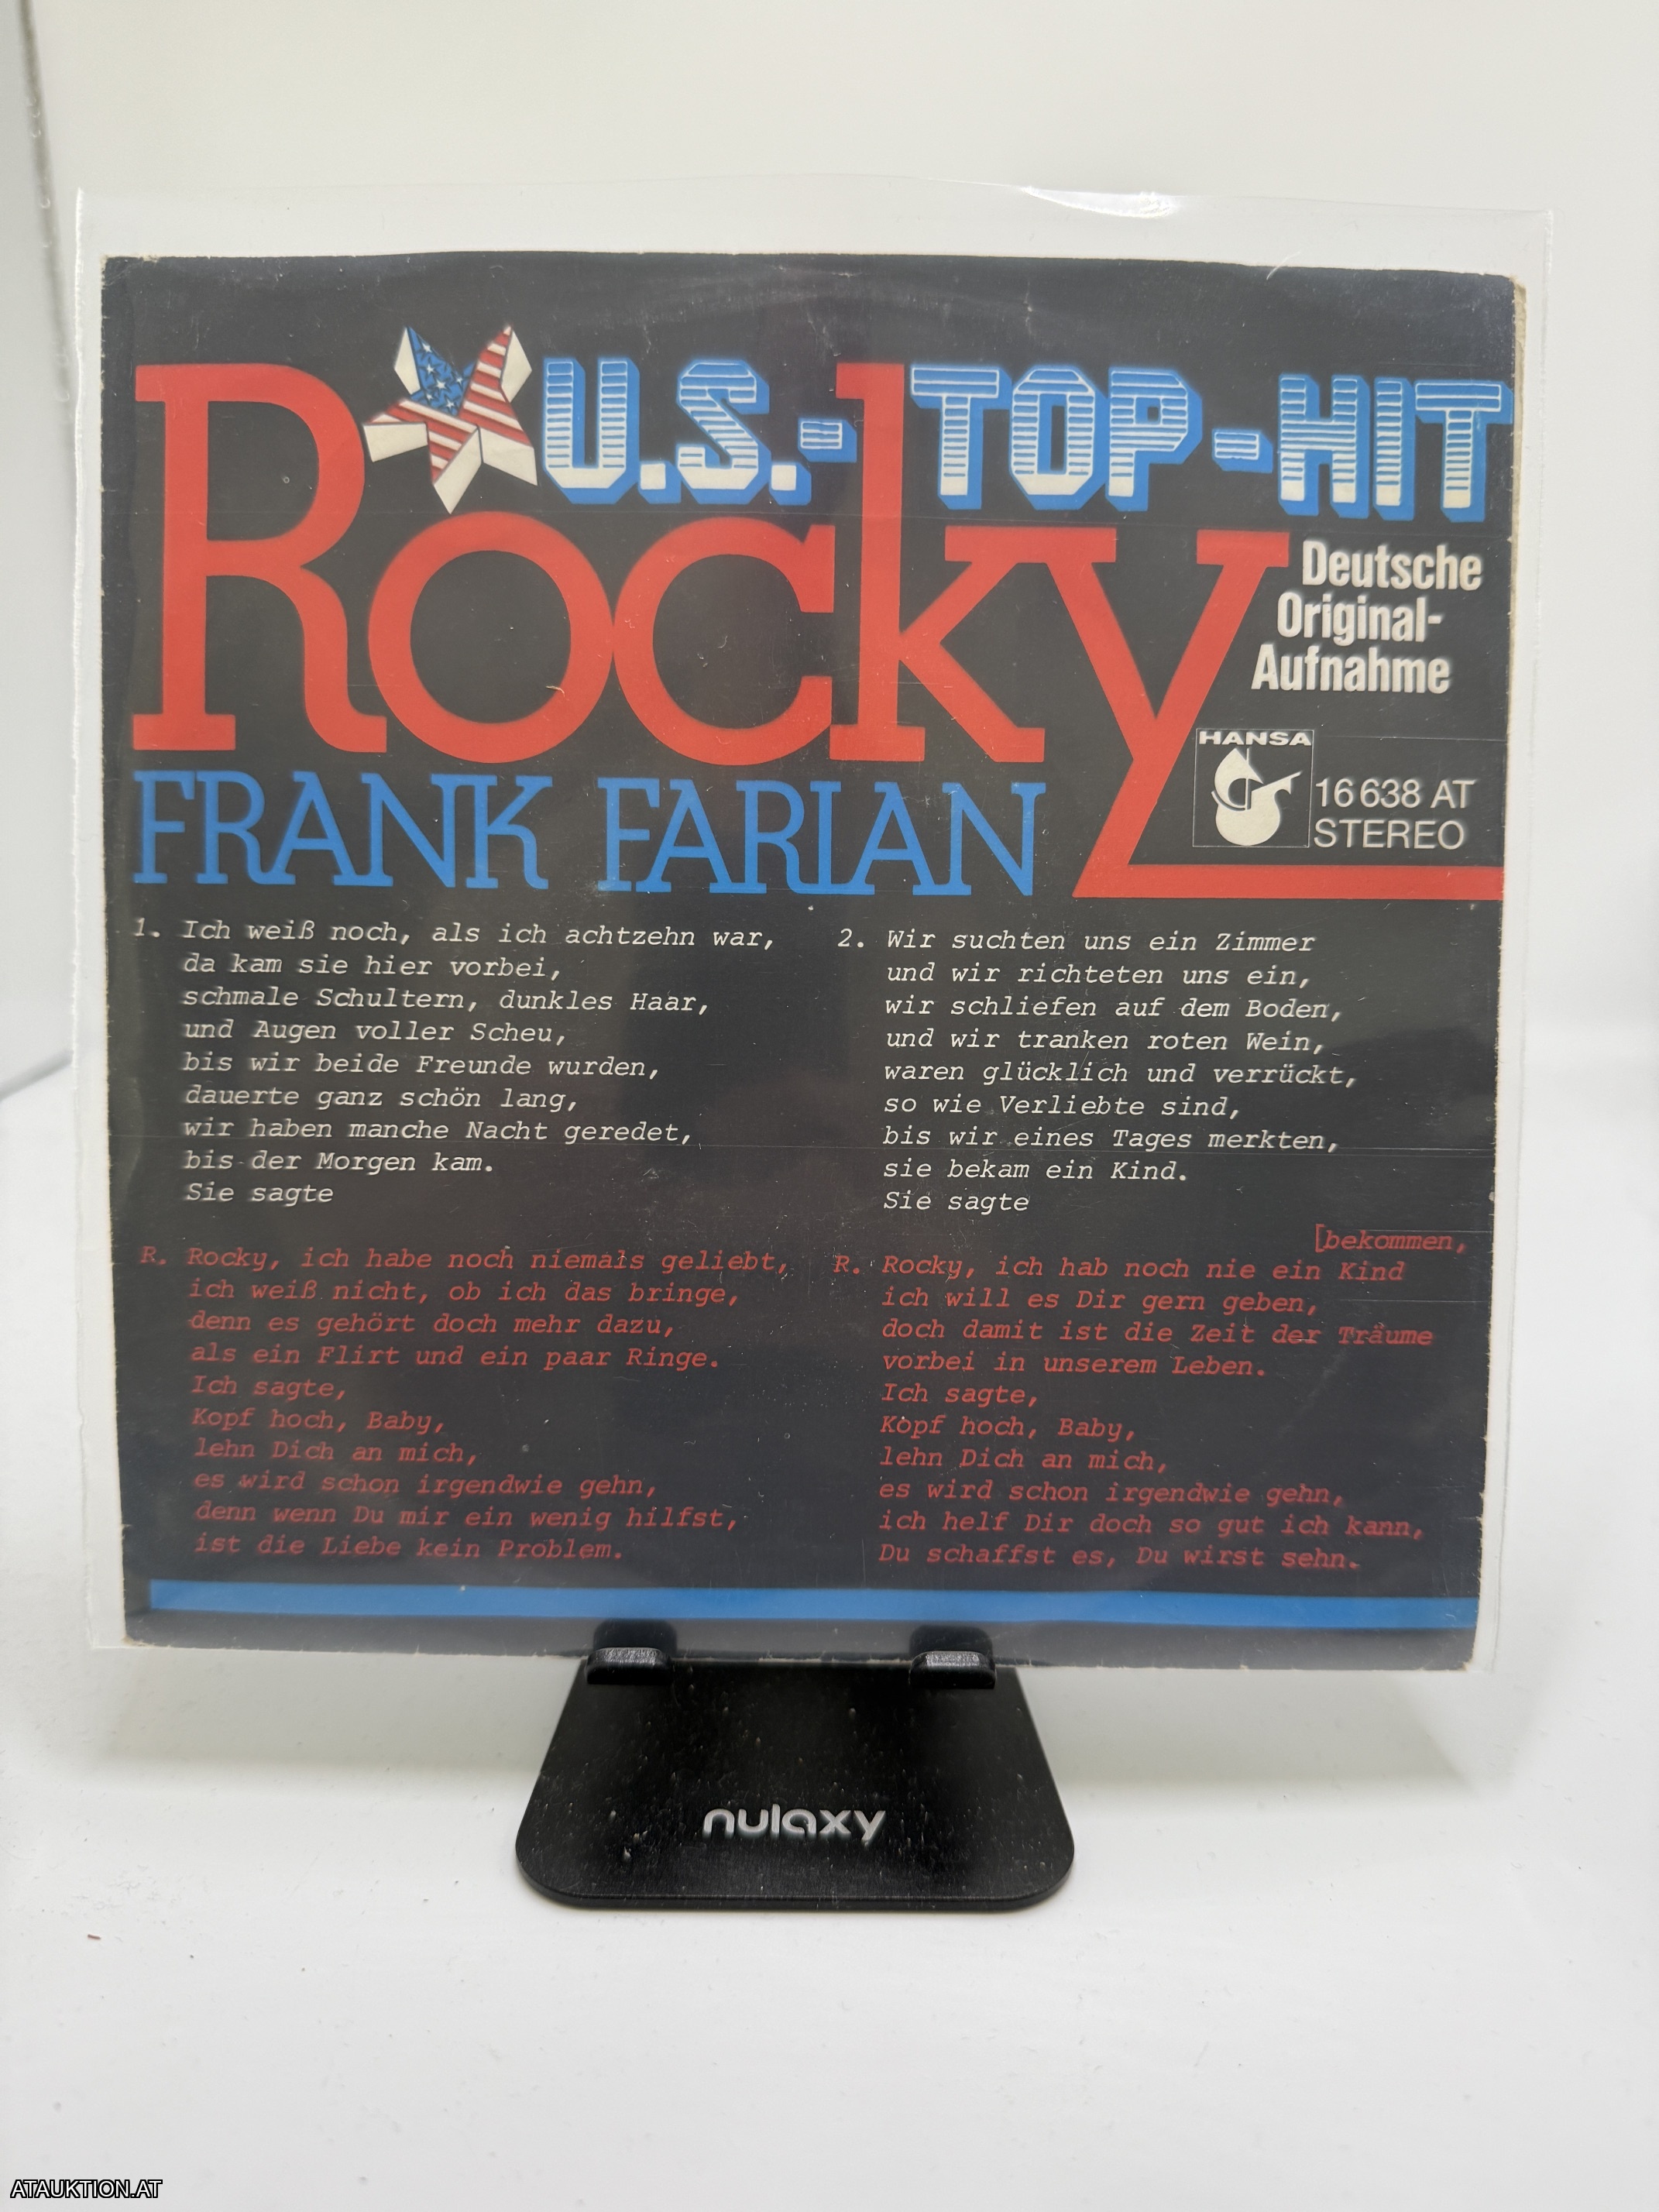 U.S.-TOP-HIT
Rocky
Deutsche
Original-
Aufnahme
HANSA
16 638 AT
STEREO
FRANK FARIAN
1. Ich weiß noch, als ich achtzehn war,
da kam sie hier vorbei,
schmale Schultern, dunkles Haar,
und Augen voller Scheu,
bis wir beide Freunde wurden,
dauerte ganz schön lang,
wir haben manche Nacht geredet,
bis der Morgen kam.
Sie sagte
R. Rocky, ich habe noch niemals geliebt,
ich weiß nicht, ob ich das bringe,
denn es gehört doch mehr dazu,
als ein Flirt und ein paar Ringe.
Ich sagte,
Kopf hoch, Baby,
lehn Dich an mich,
es wird schon irgendwie gehn,
denn wenn Du mir ein wenig hilfst,
ist die Liebe kein Problem.
2. Wir suchten uns ein Zimmer
und wir richteten uns ein,
wir schliefen auf dem Boden,
und wir tranken roten Wein,
waren glücklich und verrückt,
so wie Verliebte sind,
bis wir eines Tages merkten,
sie bekam ein Kind.
Sie sagte
[bekommen,
R. Rocky, ich hab noch nie ein Kind
ich will es Dir gern geben,
doch damit ist die Zeit der Träume
vorbei in unserem Leben.
Ich sagte,
Kopf hoch, Baby,
lehn Dich an mich,
es wird schon irgendwie gehn,
ich helf Dir doch so gut ich kann,
Du schaffst es, Du wirst sehn.
nulaxy
ATAUKTION.AT